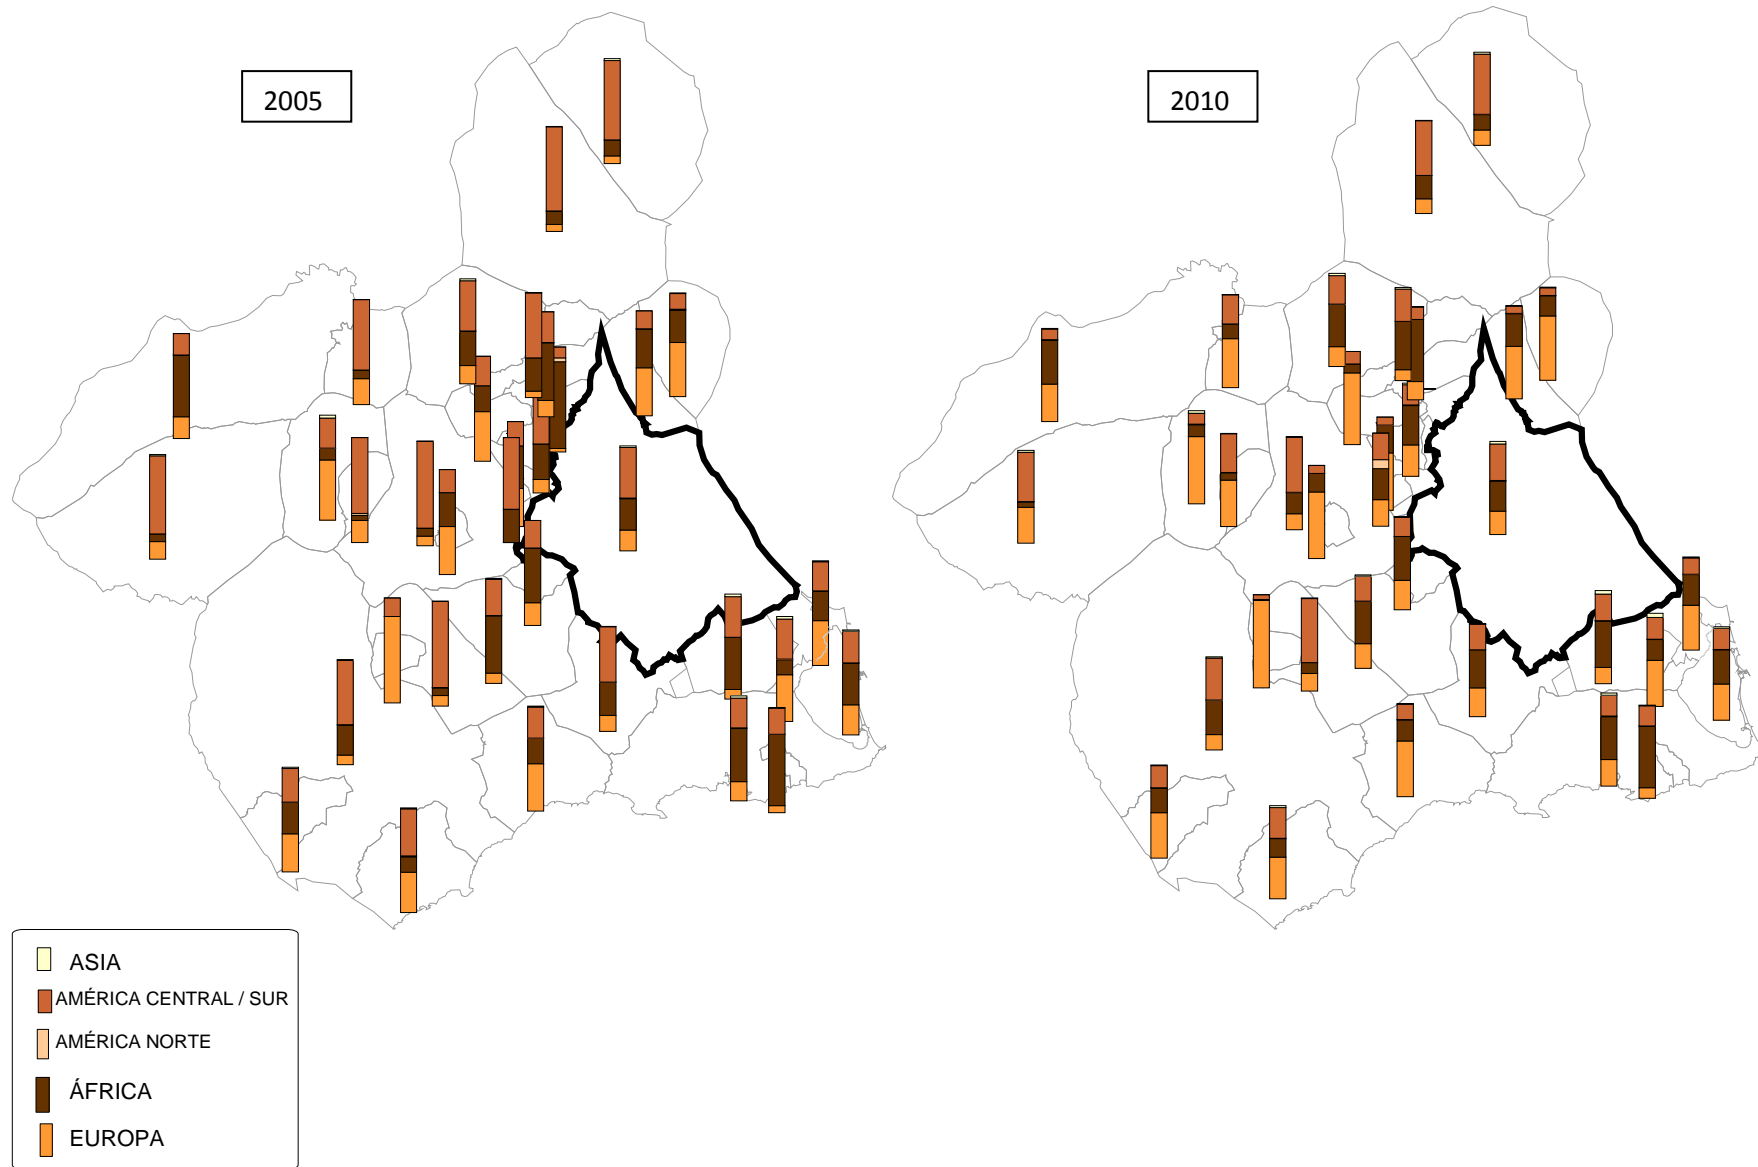 2005
2010
ASIA
AMÉRICA CENTRAL / SUR
AMÉRICA NORTE
ÁFRICA
EUROPA